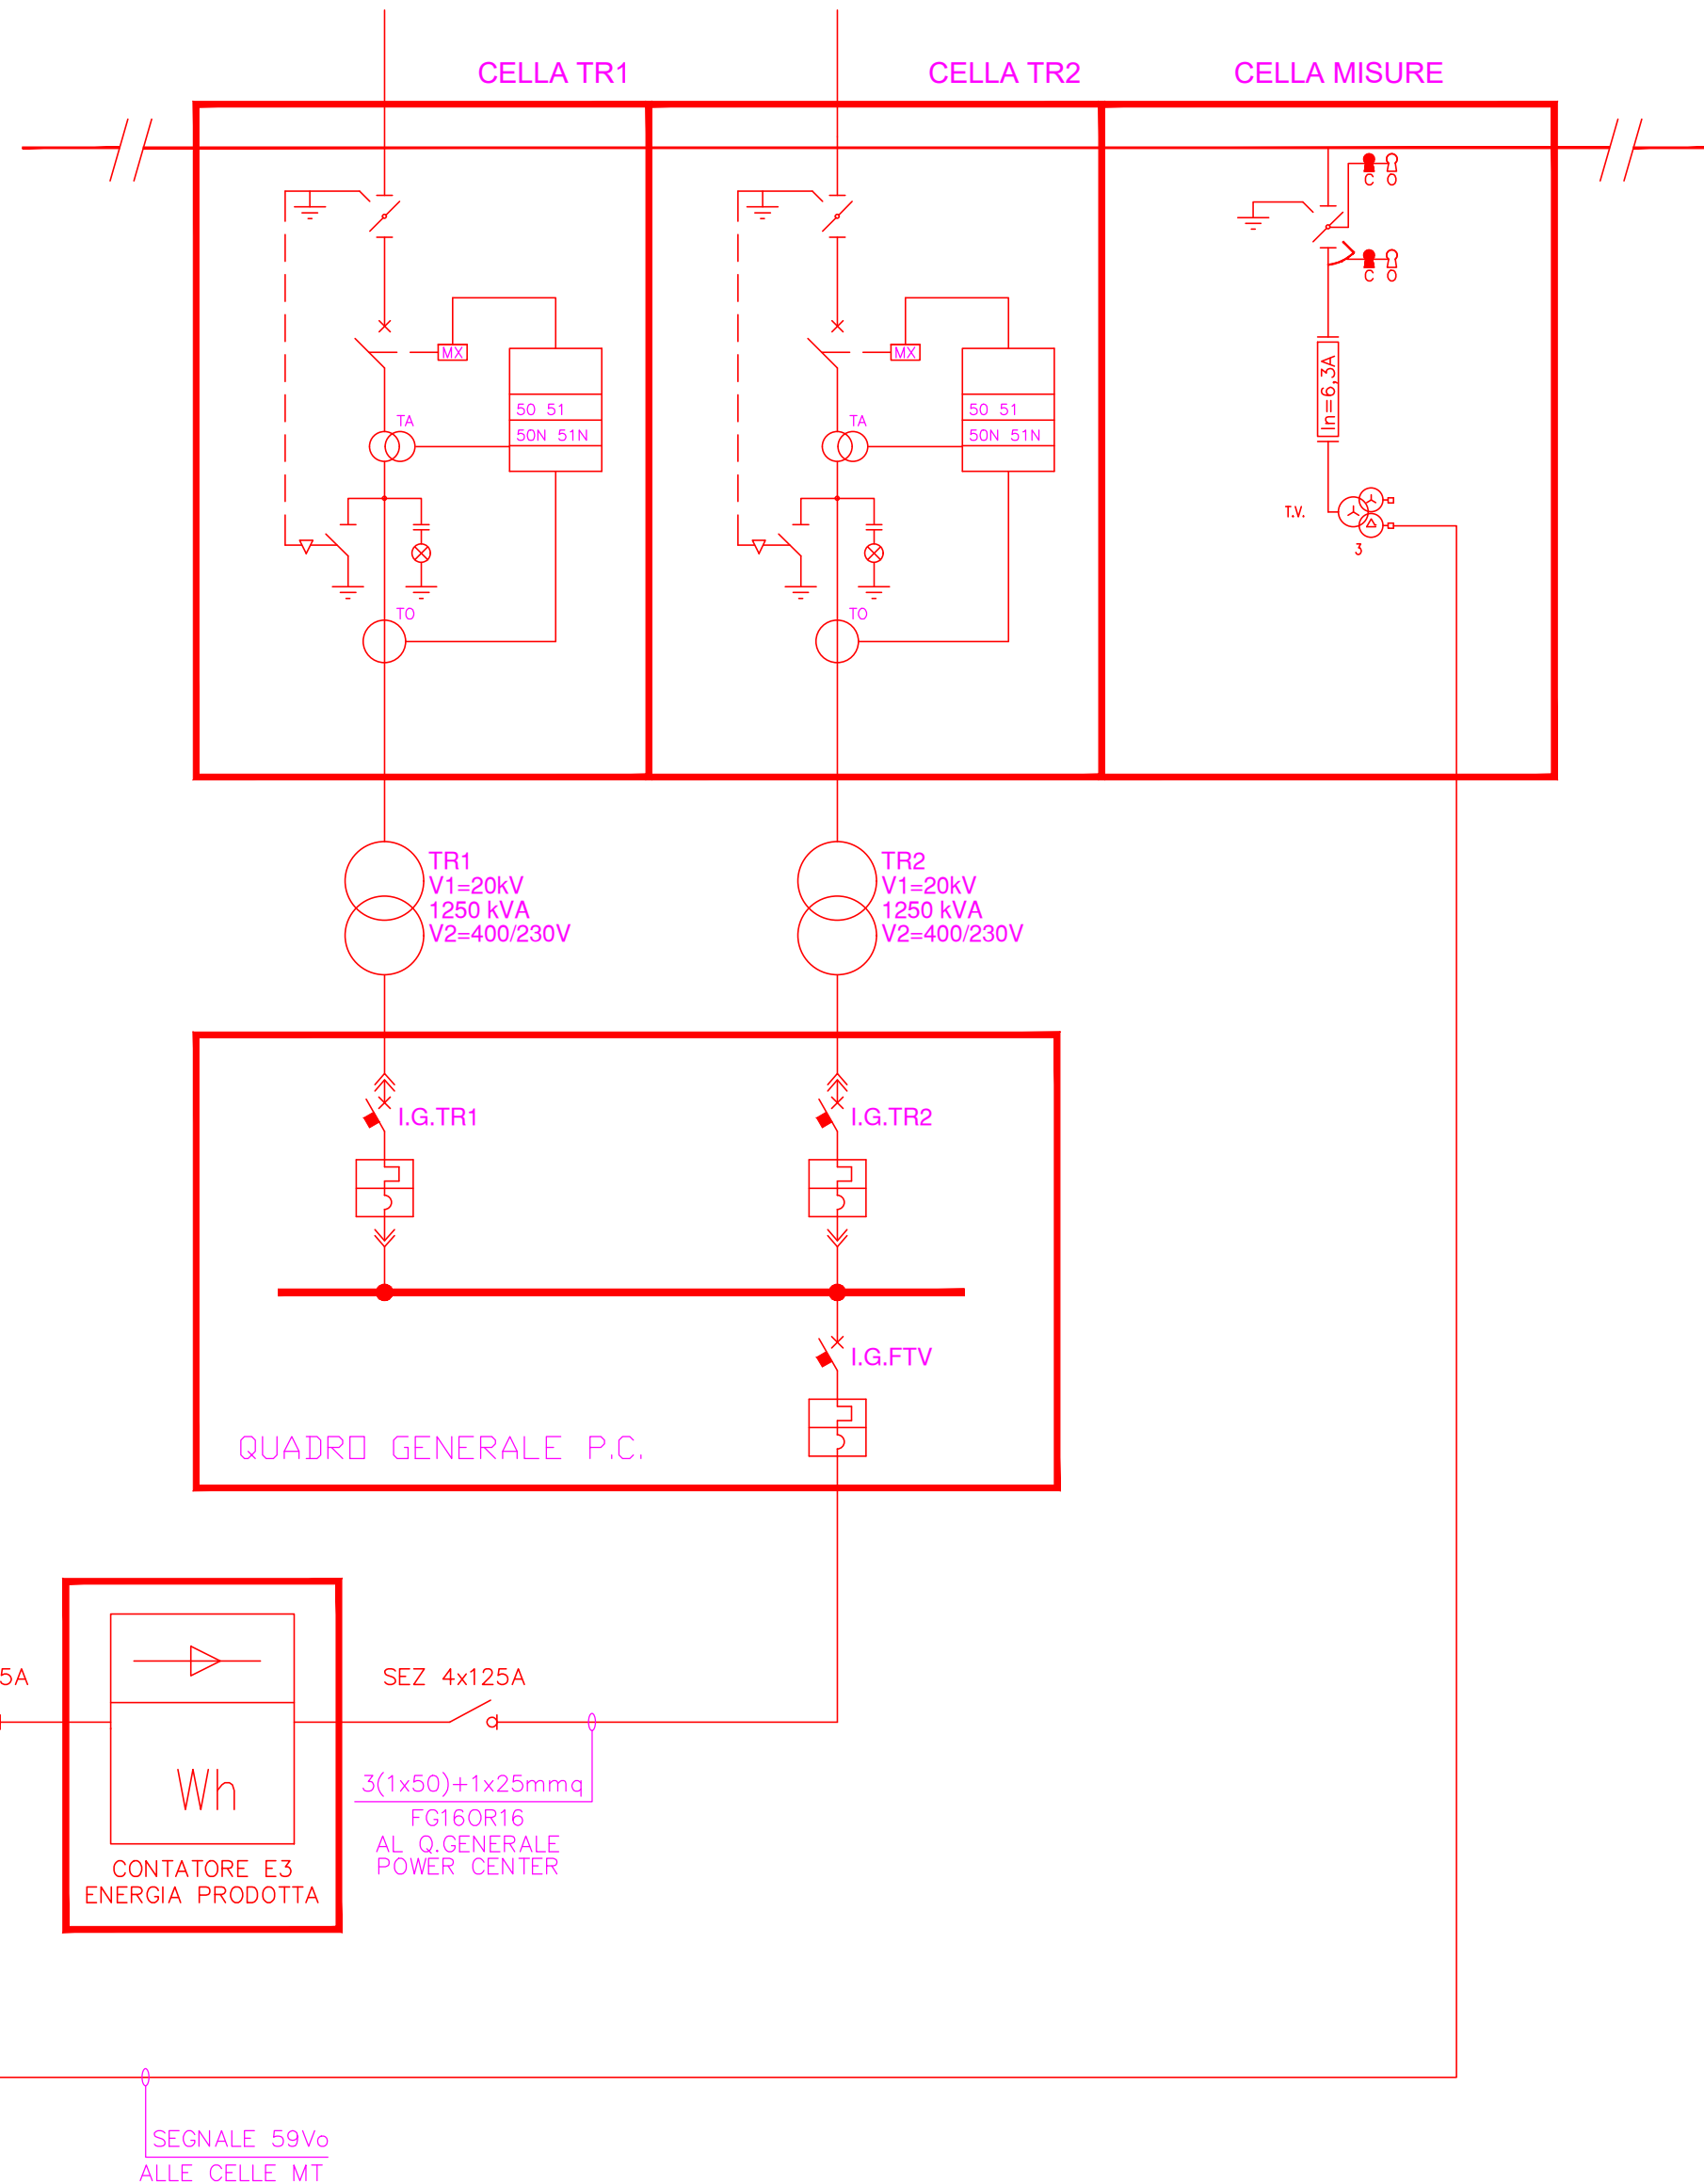 CELLA TR1
CELLA TR2
CELLA MISURE
C O
C O
MX
MX
In=6,3A
50 51
50N 51N
50 51
50N 51N
TA
TA
T.V.
3
TO
TO
TR1
V1=20kV
1250 kVA
V2=400/230V
TR2
V1=20kV
1250 kVA
V2=400/230V
I.G.TR1
I.G.TR2
I.G.FTV
QUADRO GENERALE P.C.
5A
SEZ 4x125A
Wh
3(1x50)+1x25mmq
FG16OR16
AL Q.GENERALE
POWER CENTER
CONTATORE E3
ENERGIA PRODOTTA
SEGNALE 59Vo
ALLE CELLE MT